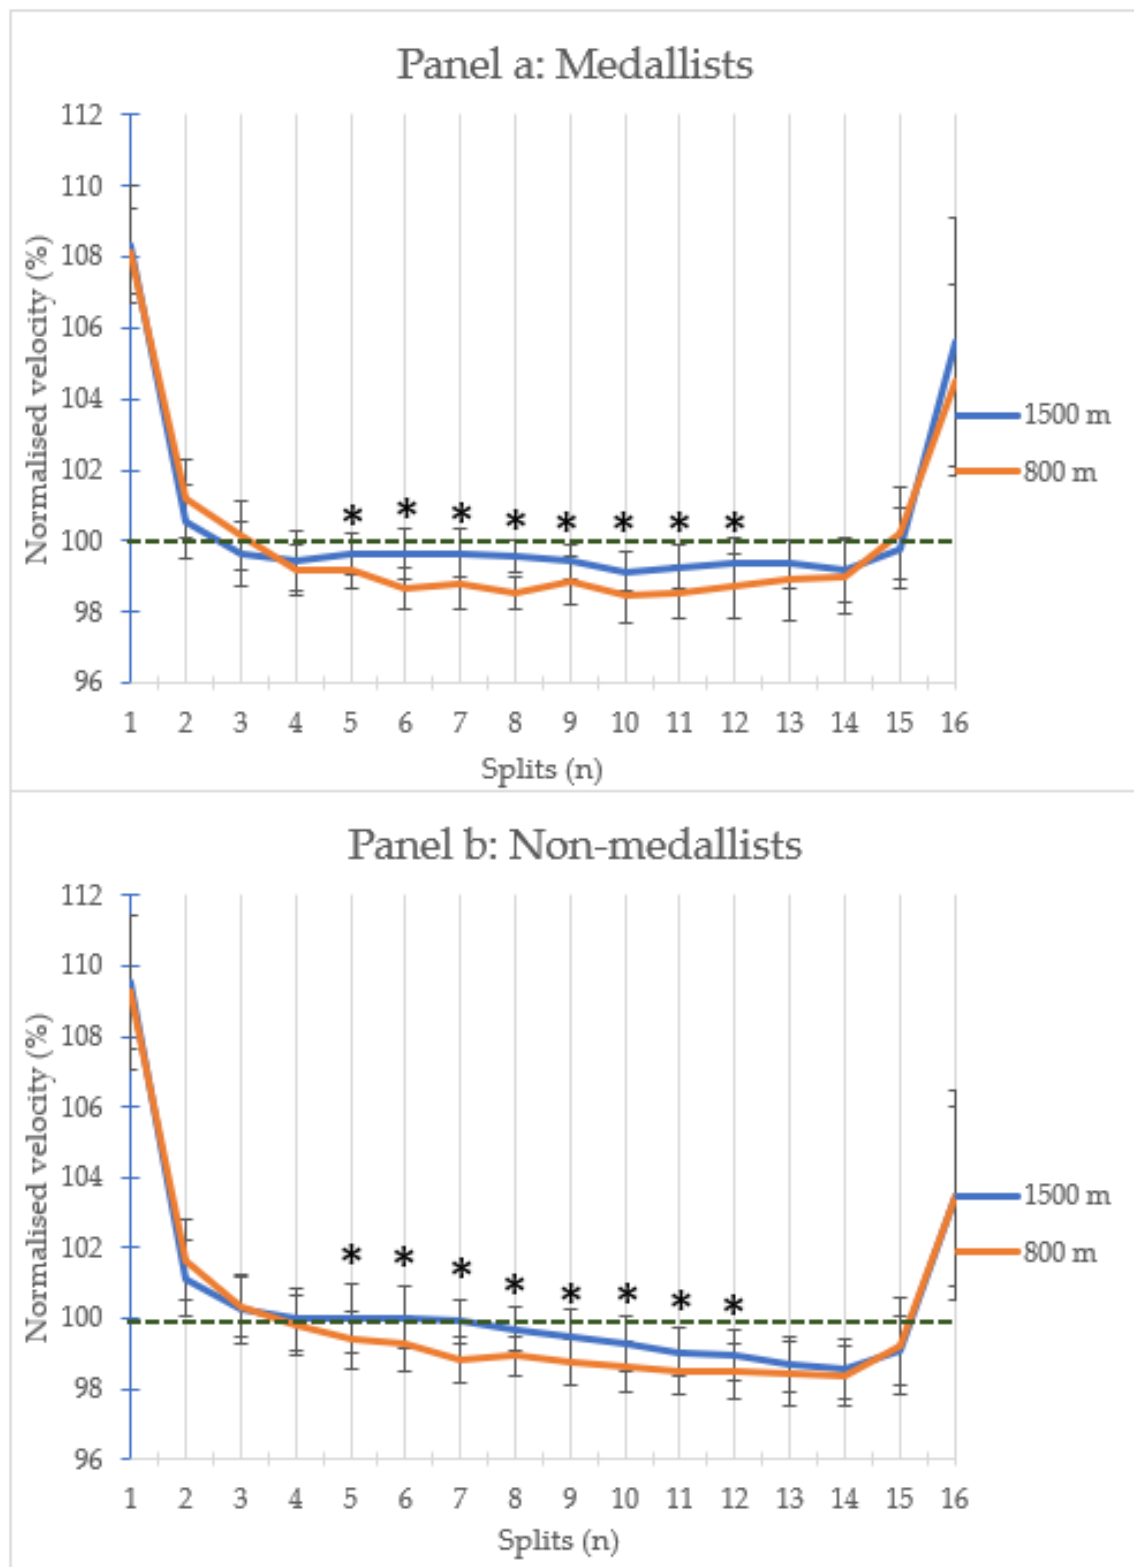 Panel a: Medallists
112
110
108
106
104
102
100
98
96
Normalised velocity (%)
* * * * * * * *
1500 m
800 m
1 2 3 4 5 6 7 8 9 10 11 12 13 14 15 16
Splits (n)
Panel b: Non-medallists
112
110
108
106
104
102
100
98
96
Normalised velocity (%)
* * * * * * * *
1500 m
800 m
1 2 3 4 5 6 7 8 9 10 11 12 13 14 15 16
Splits (n)